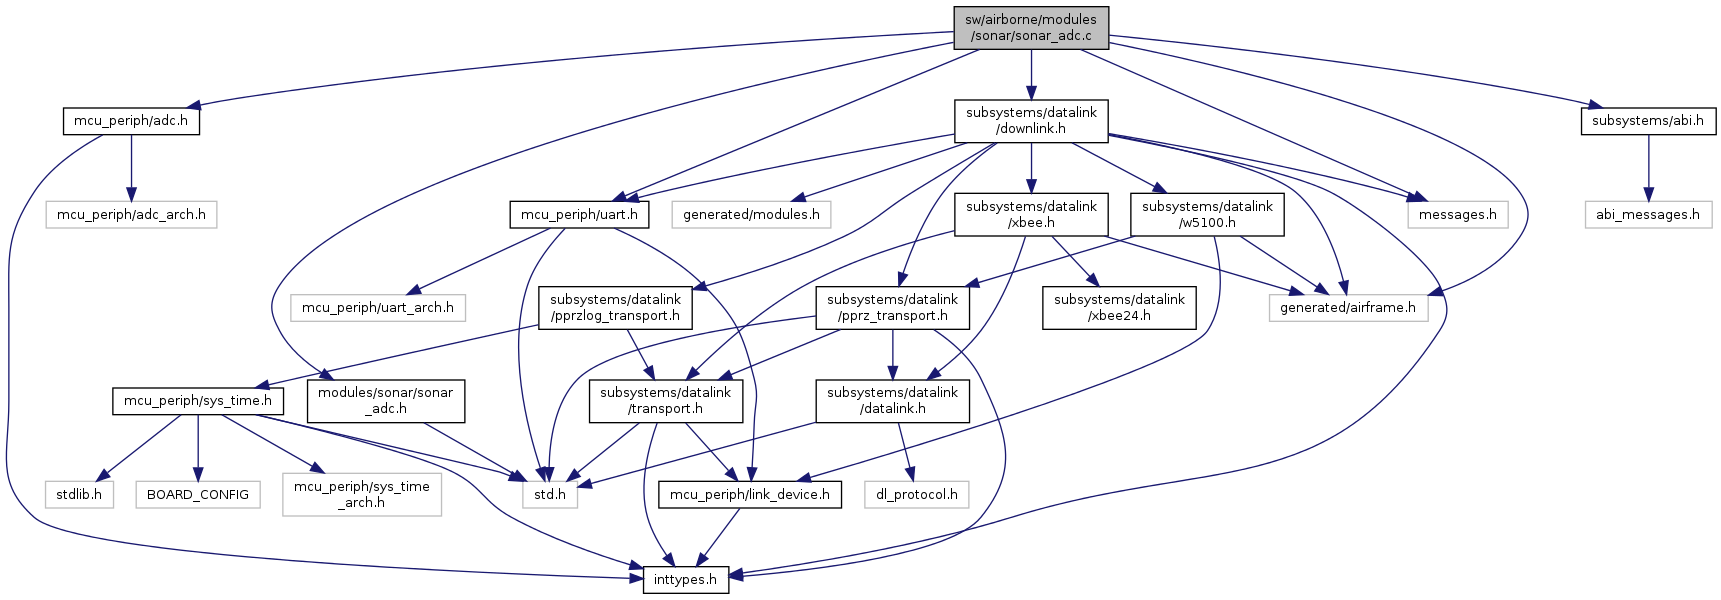 sw/airborne/modules
/sonar/sonar_adc.c
mcu_periph/adc.h
subsystems/datalink
/downlink.h
subsystems/abi.h
mcu_periph/adc_arch.h
mcu_periph/uart.h
generated/modules.h
subsystems/datalink
/xbee.h
subsystems/datalink
/w5100.h
messages.h
abi_messages.h
mcu_periph/uart_arch.h
subsystems/datalink
/pprzlog_transport.h
subsystems/datalink
/pprz_transport.h
subsystems/datalink
/xbee24.h
generated/airframe.h
mcu_periph/sys_time.h
modules/sonar/sonar
_adc.h
subsystems/datalink
/transport.h
subsystems/datalink
/datalink.h
stdlib.h
BOARD_CONFIG
mcu_periph/sys_time
_arch.h
std.h
mcu_periph/link_device.h
dl_protocol.h
inttypes.h